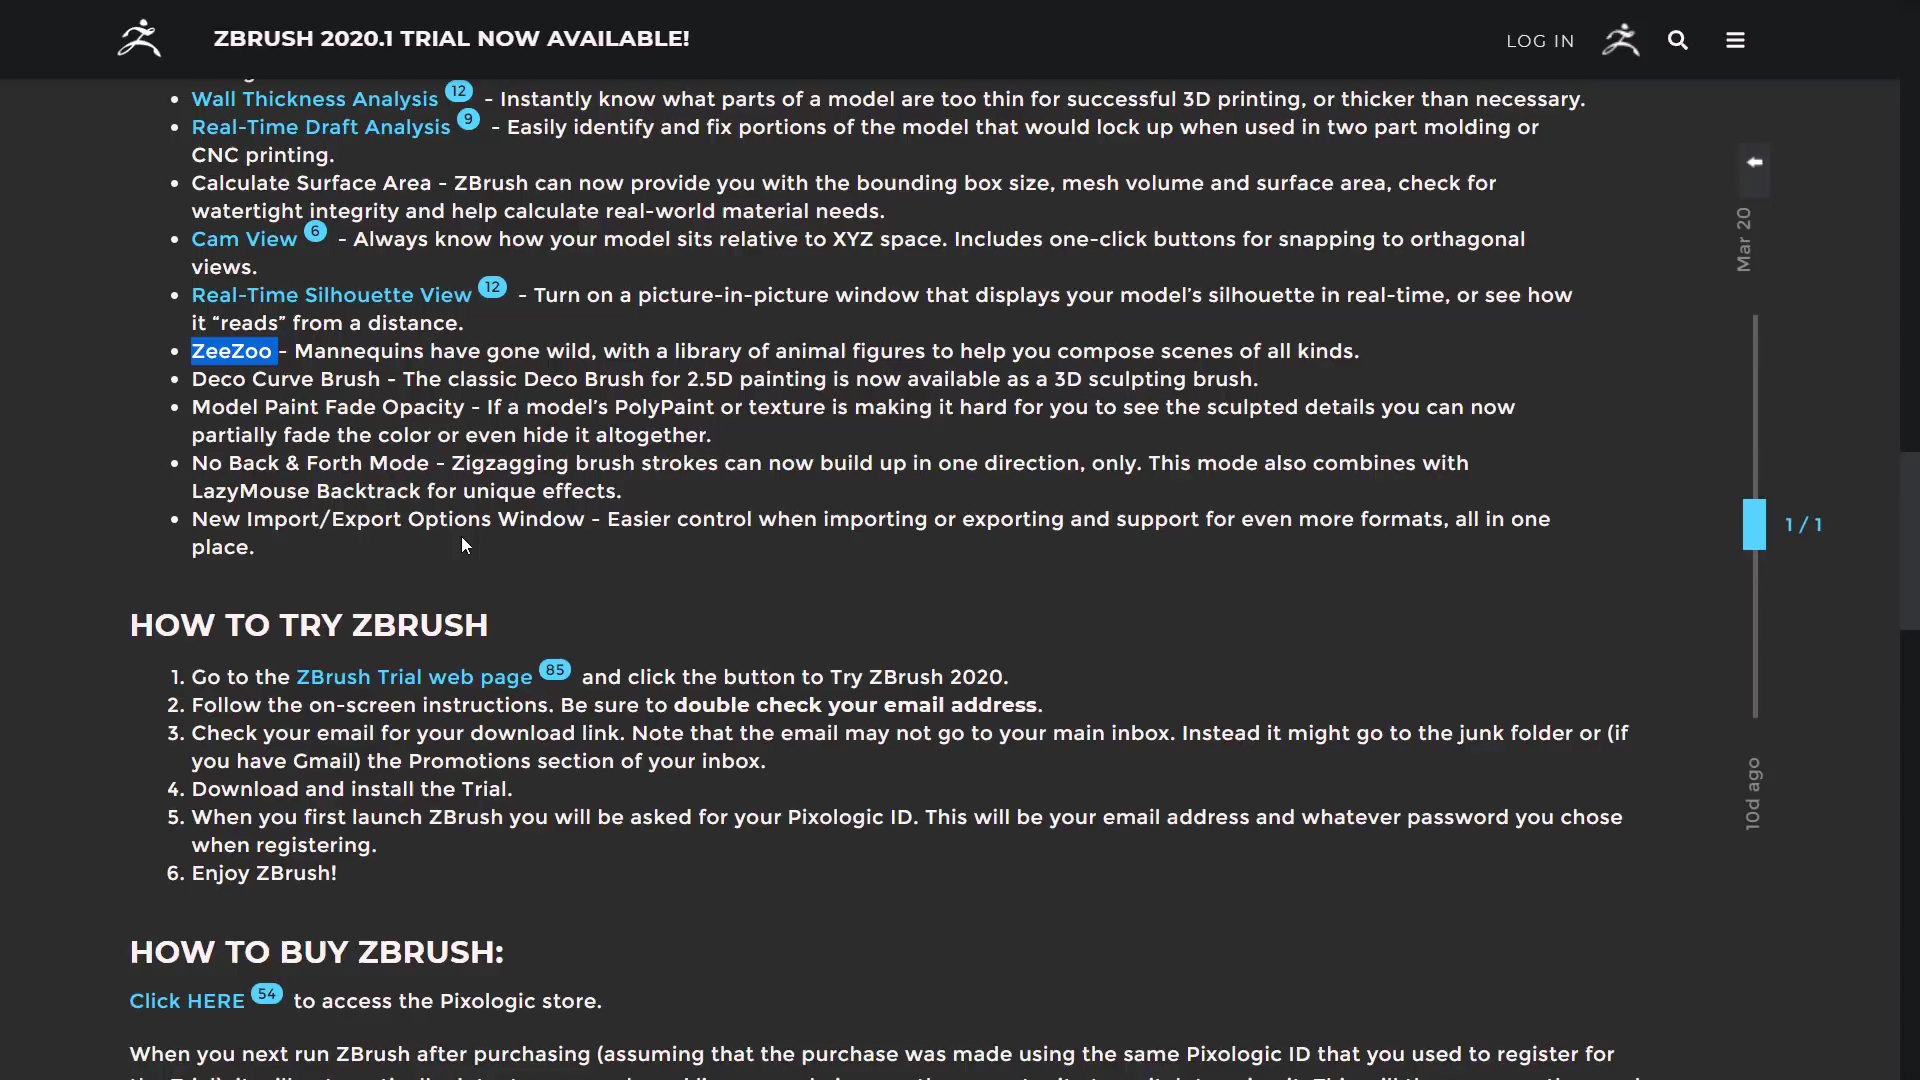 ZBRUSH 2020.1 TRIAL NOW AVAILABLE!
LOG IN
• Wall Thickness Analysis 12 - Instantly know what parts of a model are too thin for successful 3D printing, or thicker than necessary.
• Real-Time Draft Analysis 9 - Easily identify and fix portions of the model that would lock up when used in two part molding or
CNC printing.
• Calculate Surface Area - ZBrush can now provide you with the bounding box size, mesh volume and surface area, check for
watertight integrity and help calculate real-world material needs.
• Cam View 6 - Always know how your model sits relative to XYZ space. Includes one-click buttons for snapping to orthagonal
views.
• Real-Time Silhouette View 12 - Turn on a picture-in-picture window that displays your model’s silhouette in real-time, or see how
it “reads” from a distance.
• ZeeZoo - Mannequins have gone wild, with a library of animal figures to help you compose scenes of all kinds.
• Deco Curve Brush - The classic Deco Brush for 2.5D painting is now available as a 3D sculpting brush.
• Model Paint Fade Opacity - If a model’s PolyPaint or texture is making it hard for you to see the sculpted details you can now
partially fade the color or even hide it altogether.
• No Back & Forth Mode - Zigzagging brush strokes can now build up in one direction, only. This mode also combines with
LazyMouse Backtrack for unique effects.
• New Import/Export Options Window - Easier control when importing or exporting and support for even more formats, all in one
place.
HOW TO TRY ZBRUSH
1. Go to the ZBrush Trial web page 85 and click the button to Try ZBrush 2020.
2. Follow the on-screen instructions. Be sure to double check your email address.
3. Check your email for your download link. Note that the email may not go to your main inbox. Instead it might go to the junk folder or (if
you have Gmail) the Promotions section of your inbox.
4. Download and install the Trial.
5. When you first launch ZBrush you will be asked for your Pixologic ID. This will be your email address and whatever password you chose
when registering.
6. Enjoy ZBrush!
HOW TO BUY ZBRUSH:
Click HERE 54 to access the Pixologic store.
When you next run ZBrush after purchasing (assuming that the purchase was made using the same Pixologic ID that you used to register for
Mar 20
1 / 1
10d ago